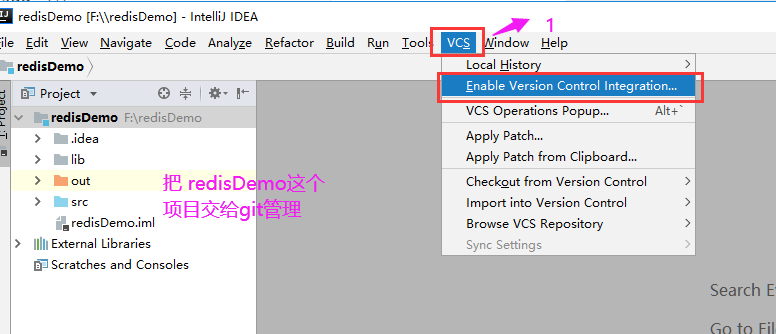 IJ redisDemo [F:\\redisDemo] - IntelliJ IDEA
File Edit View Navigate Code Analyze Refactor Build Run Tools VCS Window Help
1
redisDemo
Project
redisDemo F:\redisDemo
.idea
lib
out
src
redisDemo.iml
External Libraries
Scratches and Consoles
1: Project
把 redisDemo这个
项目交给git管理
Local History
Enable Version Control Integration...
VCS Operations Popup... Alt+`
Apply Patch...
Apply Patch from Clipboard...
Checkout from Version Control
Import into Version Control
Browse VCS Repository
Sync Settings
Search
Go to